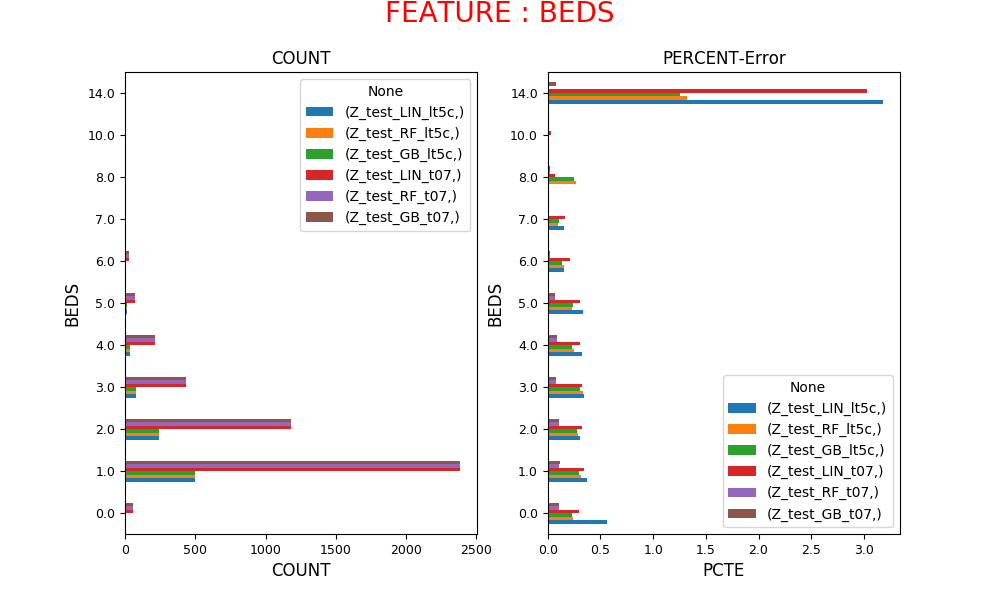 FEATURE : BEDS
COUNT
BEDS
14.0
10.0
8.0
7.0
6.0
5.0
4.0
3.0
2.0
1.0
0.0
None
(Z_test_LIN_lt5c,)
(Z_test_RF_lt5c,)
(Z_test_GB_lt5c,)
(Z_test_LIN_t07,)
(Z_test_RF_t07,)
(Z_test_GB_t07,)
0 500 1000 1500 2000 2500
COUNT
PERCENT-Error
BEDS
14.0
10.0
8.0
7.0
6.0
5.0
4.0
3.0
2.0
1.0
0.0
None
(Z_test_LIN_lt5c,)
(Z_test_RF_lt5c,)
(Z_test_GB_lt5c,)
(Z_test_LIN_t07,)
(Z_test_RF_t07,)
(Z_test_GB_t07,)
0.0 0.5 1.0 1.5 2.0 2.5 3.0
PCTE